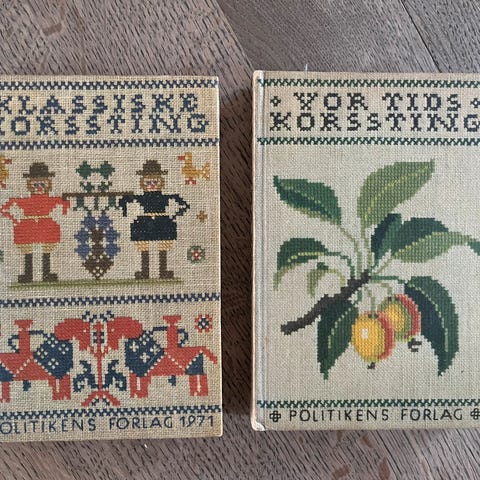 KLASSISKE
KORSSTING
POLITIKENS FORLAG 1971
VOR TIDS
KORSSTING
POLITIKENS FORLAG